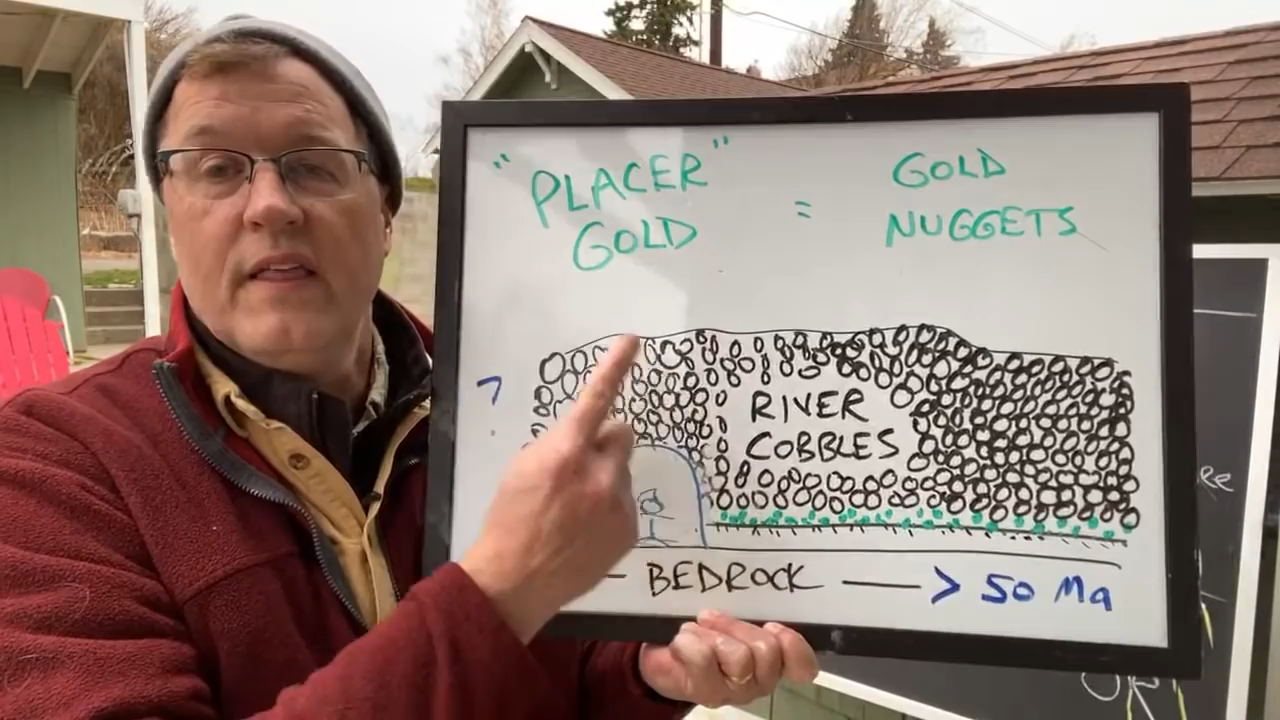 "PLACER
GOLD
=
GOLD
NUGGETS
RIVER
COBBLES
BEDROCK
> 50 Ma